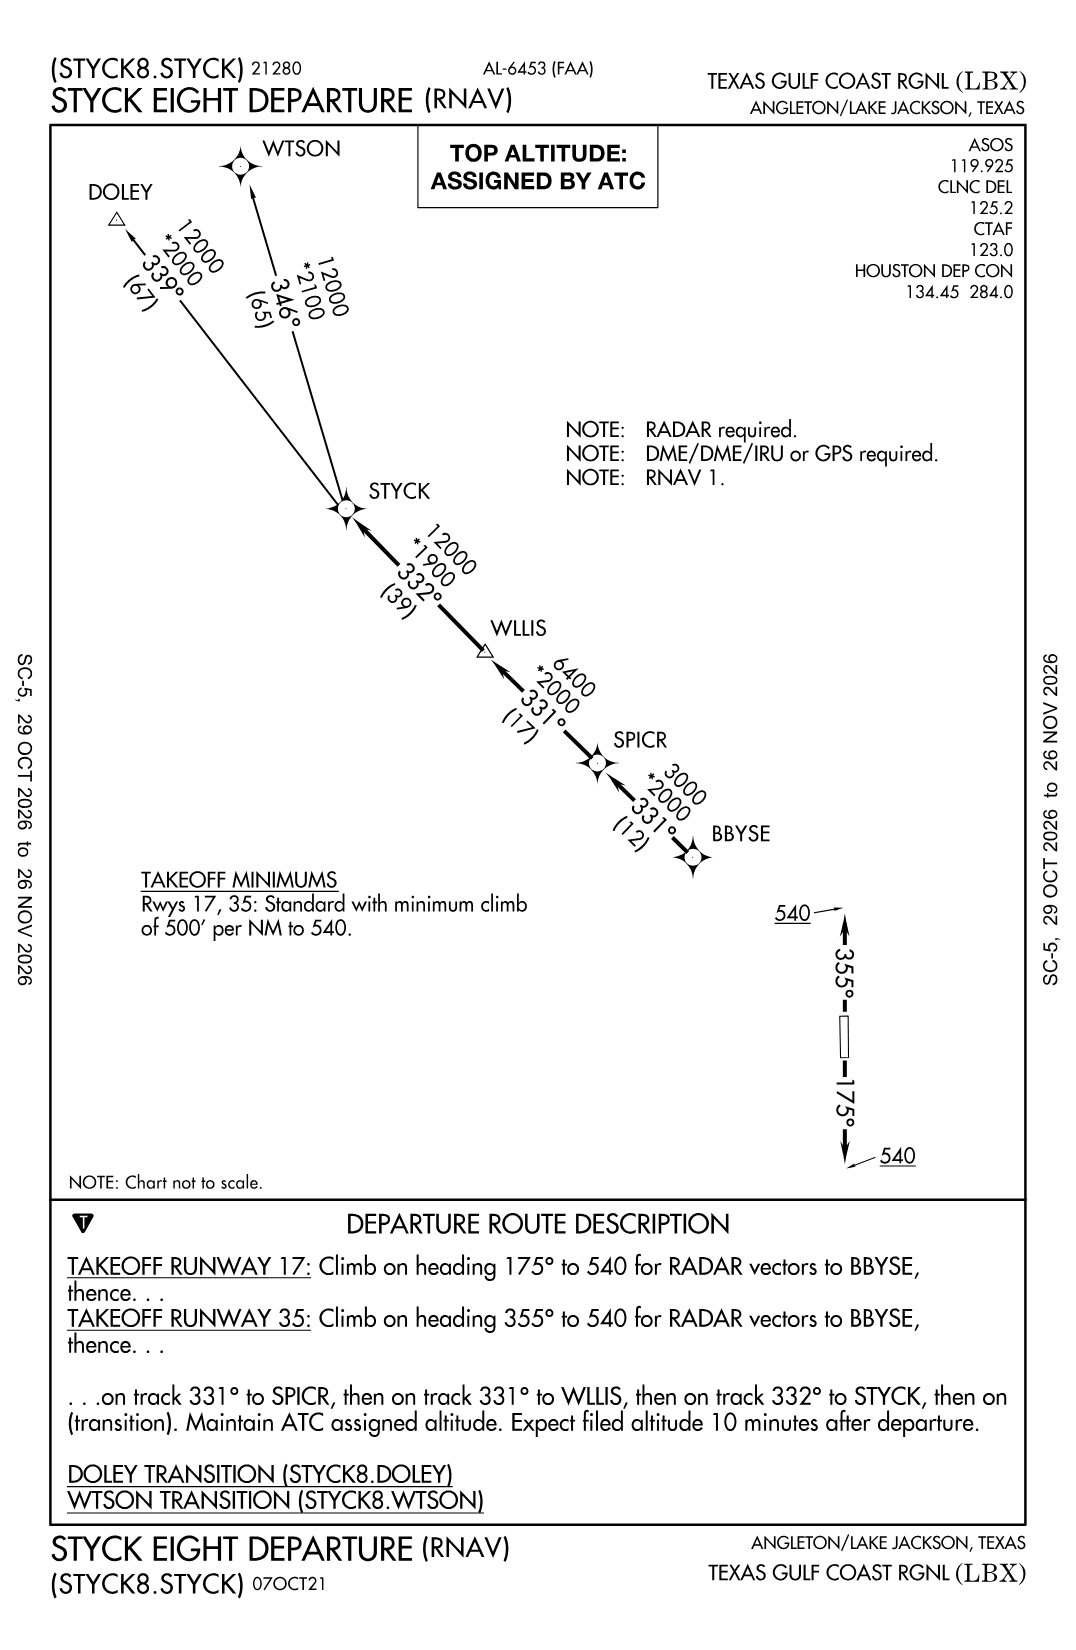 (STYCK8.STYCK) 21280
AL-6453 (FAA)
TEXAS GULF COAST RGNL (LBX)
STYCK EIGHT DEPARTURE (RNAV)
ANGLETON/LAKE JACKSON, TEXAS
TOP ALTITUDE:
ASSIGNED BY ATC
ASOS
119.925
CLNC DEL
125.2
CTAF
123.0
HOUSTON DEP CON
134.45 284.0
WTSON
DOLEY
12000
*2000
339°
(67)
12000
*2100
346°
(65)
NOTE: RADAR required.
NOTE: DME/DME/IRU or GPS required.
NOTE: RNAV 1.
STYCK
12000
*1900
332°
(39)
WLLIS
6400
*2000
331°
(17)
SPICR
3000
*2000
331°
(12)
BBYSE
TAKEOFF MINIMUMS
Rwys 17, 35: Standard with minimum climb
of 500' per NM to 540.
540
355°
175°
540
NOTE: Chart not to scale.
SC-5, 29 OCT 2026 to 26 NOV 2026
SC-5, 29 OCT 2026 to 26 NOV 2026
T
DEPARTURE ROUTE DESCRIPTION
TAKEOFF RUNWAY 17: Climb on heading 175° to 540 for RADAR vectors to BBYSE,
thence. . .
TAKEOFF RUNWAY 35: Climb on heading 355° to 540 for RADAR vectors to BBYSE,
thence. . .
. . .on track 331° to SPICR, then on track 331° to WLLIS, then on track 332° to STYCK, then on
(transition). Maintain ATC assigned altitude. Expect filed altitude 10 minutes after departure.
DOLEY TRANSITION (STYCK8.DOLEY)
WTSON TRANSITION (STYCK8.WTSON)
STYCK EIGHT DEPARTURE (RNAV)
ANGLETON/LAKE JACKSON, TEXAS
(STYCK8.STYCK) 07OCT21
TEXAS GULF COAST RGNL (LBX)